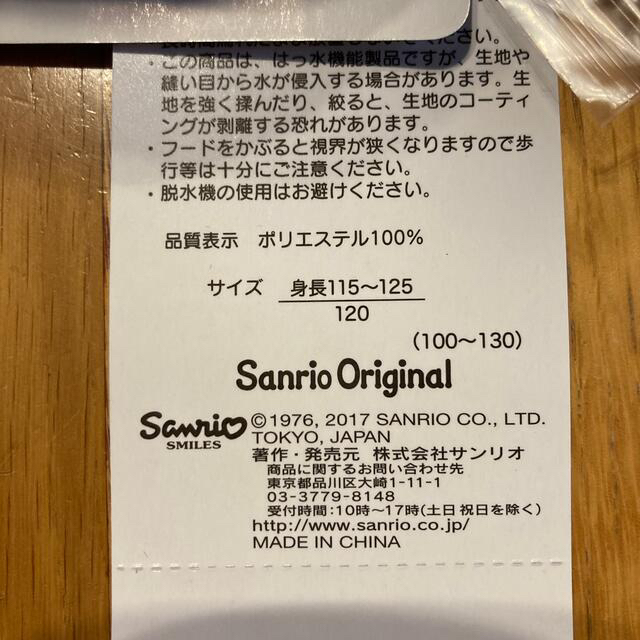 ください。
・この商品は、はっ水機能製品ですが、生地や
縫い目から水が侵入する場合があります。生
地を強く揉んだり、絞ると、生地のコーティ
ングが剥離する恐れがあります。
・フードをかぶると視界が狭くなりますので歩
行等は十分にご注意ください。
・脱水機の使用はお避けください。
品質表示 ポリエステル100%
サイズ 身長115〜125
120
（100〜130）
Sanrio Original
Sanrio
SMILES
©1976, 2017 SANRIO CO., LTD.
TOKYO, JAPAN
著作・発売元 株式会社サンリオ
商品に関するお問い合わせ先
東京都品川区大崎1-11-1
03-3779-8148
受付時間：10時〜17時(土日祝日を除く)
http://www.sanrio.co.jp/
MADE IN CHINA